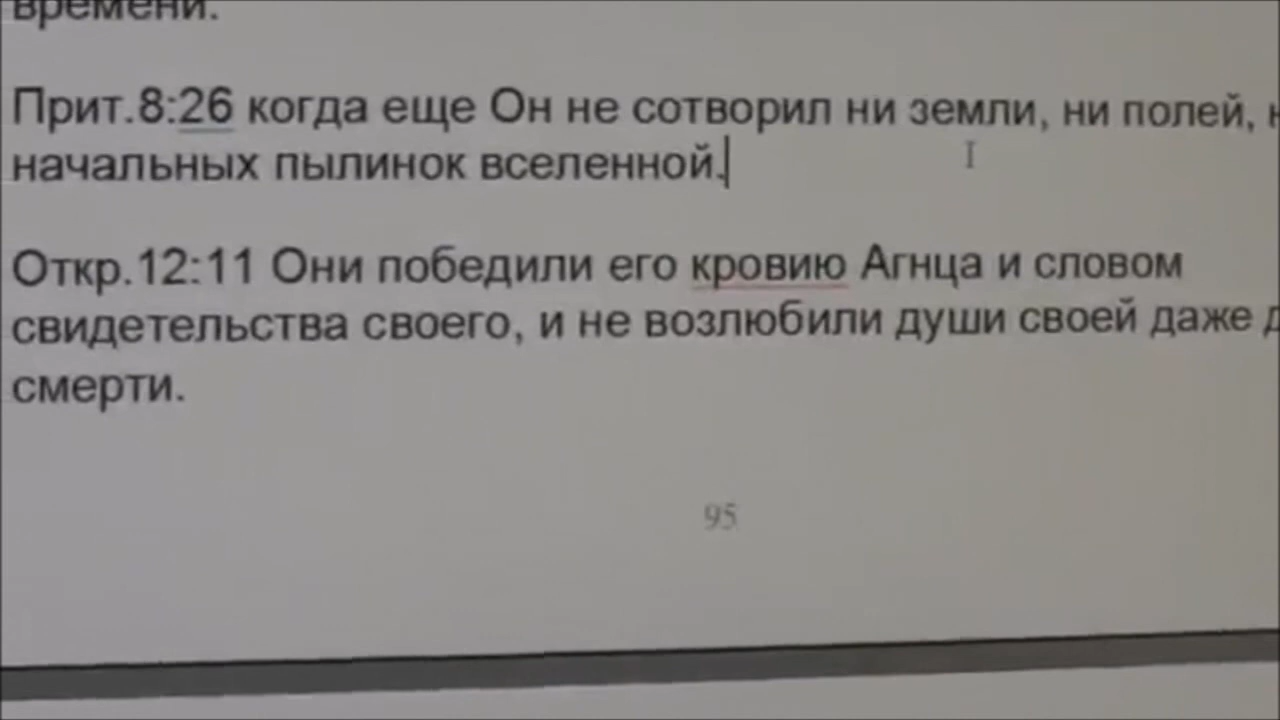 времени.
Прит.8:26 когда еще Он не сотворил ни земли, ни полей,
начальных пылинок вселенной.
Откр.12:11 Они победили его кровию Агнца и словом
свидетельства своего, и не возлюбили души своей даже
смерти.
95